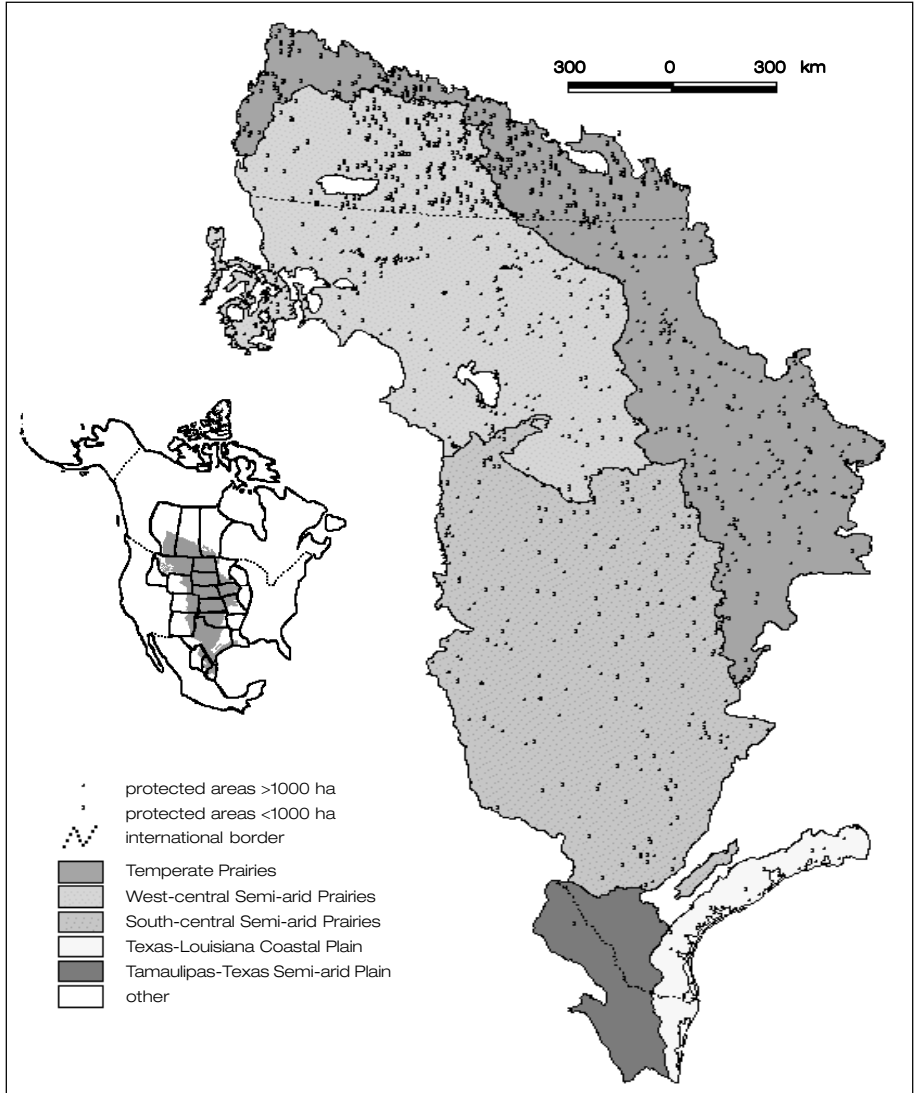 300 0 300 km
protected areas >1000 ha
protected areas <1000 ha
international border
Temperate Prairies
West-central Semi-arid Prairies
South-central Semi-arid Prairies
Texas-Louisiana Coastal Plain
Tamaulipas-Texas Semi-arid Plain
other